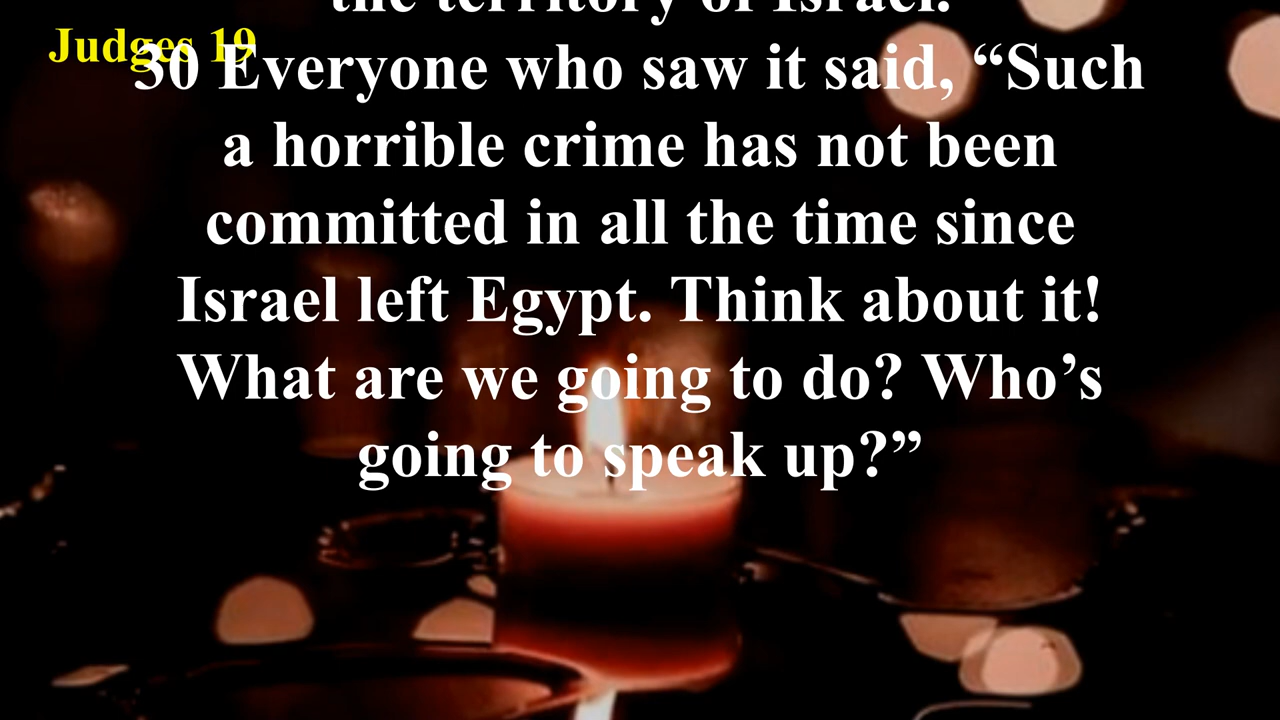 the territory of Israel.
Judges 19
30 Everyone who saw it said, “Such
a horrible crime has not been
committed in all the time since
Israel left Egypt. Think about it!
What are we going to do? Who’s
going to speak up?”